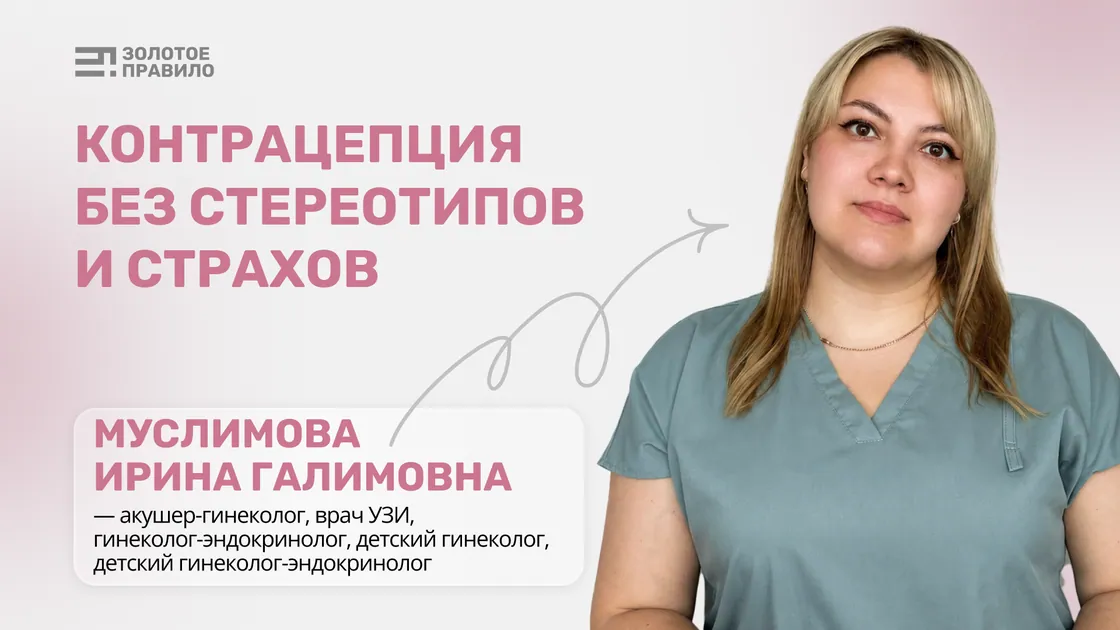 ЗОЛОТОЕ
ПРАВИЛО
КОНТРАЦЕПЦИЯ
БЕЗ СТЕРЕОТИПОВ
И СТРАХОВ
МУСЛИМОВА
ИРИНА ГАЛИМОВНА
— акушер-гинеколог, врач УЗИ,
гинеколог-эндокринолог, детский гинеколог,
детский гинеколог-эндокринолог